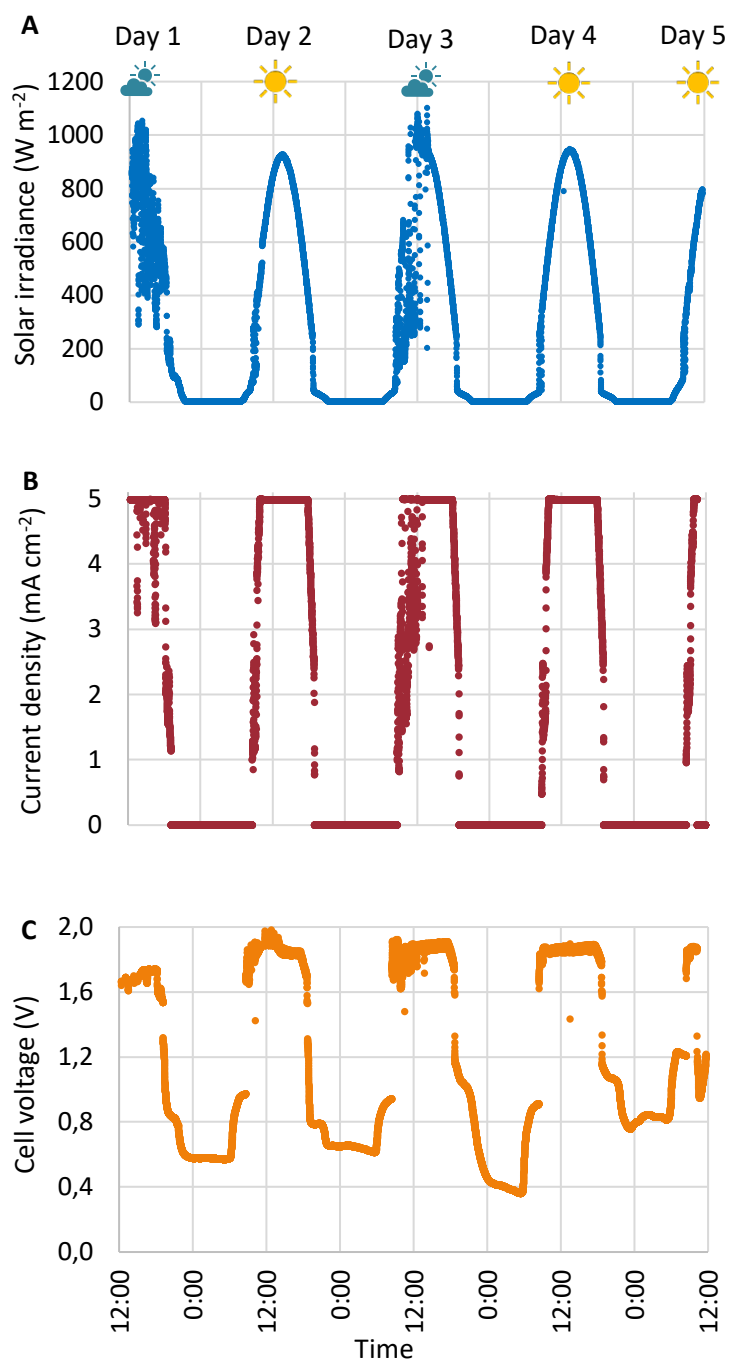 A
Day 1 Day 2 Day 3 Day 4 Day 5
Solar irradiance (W m⁻²)
1200
1000
800
600
400
200
0
B
Current density (mA cm⁻²)
5
4
3
2
1
0
C
Cell voltage (V)
2,0
1,6
1,2
0,8
0,4
0,0
12:00 0:00 12:00 0:00 12:00 0:00 12:00 0:00 12:00
Time